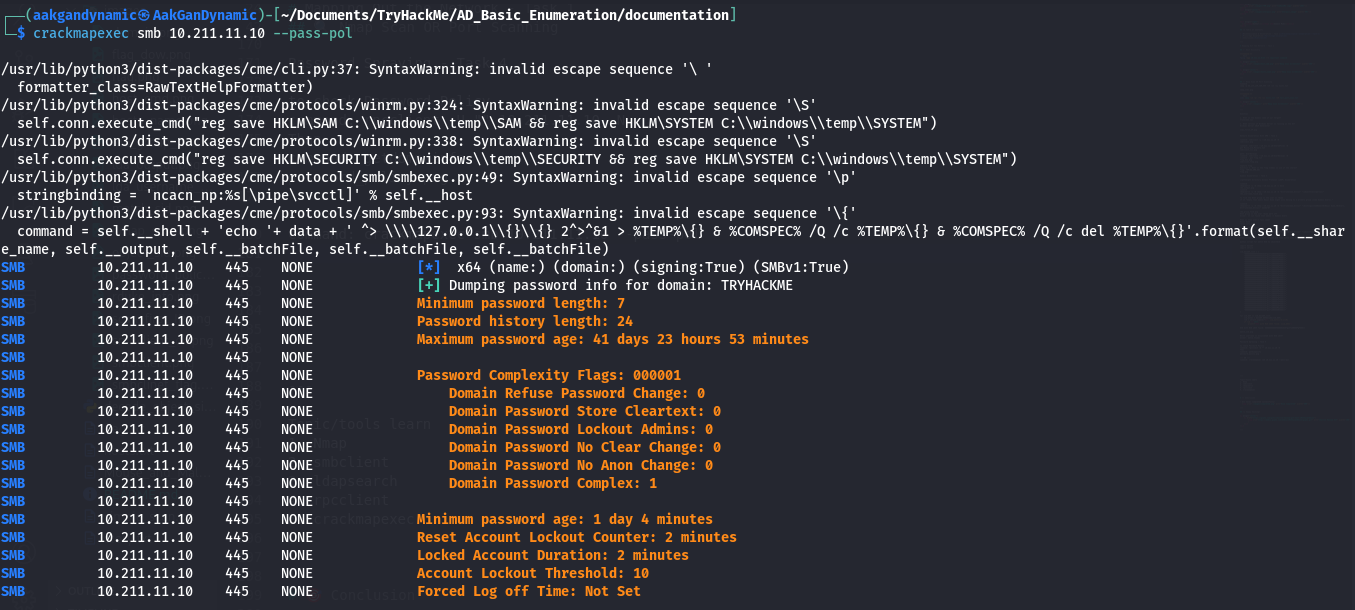 ┌──(aakgandynamic㉿AakGanDynamic)-[~/Documents/TryHackMe/AD_Basic_Enumeration/documentation]
└─$ crackmapexec smb 10.211.11.10 --pass-pol
/usr/lib/python3/dist-packages/cme/cli.py:37: SyntaxWarning: invalid escape sequence '\ '
  formatter_class=RawTextHelpFormatter)
/usr/lib/python3/dist-packages/cme/protocols/winrm.py:324: SyntaxWarning: invalid escape sequence '\S'
  self.conn.execute_cmd("reg save HKLM\SAM C:\\windows\\temp\\SAM && reg save HKLM\SYSTEM C:\\windows\\temp\\SYSTEM")
/usr/lib/python3/dist-packages/cme/protocols/winrm.py:338: SyntaxWarning: invalid escape sequence '\S'
  self.conn.execute_cmd("reg save HKLM\SECURITY C:\\windows\\temp\\SECURITY && reg save HKLM\SYSTEM C:\\windows\\temp\\SYSTEM")
/usr/lib/python3/dist-packages/cme/protocols/smb/smbexec.py:49: SyntaxWarning: invalid escape sequence '\p'
  stringbinding = 'ncacn_np:%s[\pipe\svcctl]' % self.__host
/usr/lib/python3/dist-packages/cme/protocols/smb/smbexec.py:93: SyntaxWarning: invalid escape sequence '\{'
  command = self.__shell + 'echo '+ data + ' ^> \\\\127.0.0.1\\{}\\{} 2^>^&1 > %TEMP%\{} & %COMSPEC% /Q /c %TEMP%\{} & %COMSPEC% /Q /c del %TEMP%\{}'.format(self.__shar
e_name, self.__output, self.__batchFile, self.__batchFile, self.__batchFile)
SMB         10.211.11.10    445    NONE             [*]  x64 (name:) (domain:) (signing:True) (SMBv1:True)
SMB         10.211.11.10    445    NONE             [+] Dumping password info for domain: TRYHACKME
SMB         10.211.11.10    445    NONE             Minimum password length: 7
SMB         10.211.11.10    445    NONE             Password history length: 24
SMB         10.211.11.10    445    NONE             Maximum password age: 41 days 23 hours 53 minutes
SMB         10.211.11.10    445    NONE
SMB         10.211.11.10    445    NONE             Password Complexity Flags: 000001
SMB         10.211.11.10    445    NONE                 Domain Refuse Password Change: 0
SMB         10.211.11.10    445    NONE                 Domain Password Store Cleartext: 0
SMB         10.211.11.10    445    NONE                 Domain Password Lockout Admins: 0
SMB         10.211.11.10    445    NONE                 Domain Password No Clear Change: 0
SMB         10.211.11.10    445    NONE                 Domain Password No Anon Change: 0
SMB         10.211.11.10    445    NONE                 Domain Password Complex: 1
SMB         10.211.11.10    445    NONE
SMB         10.211.11.10    445    NONE             Minimum password age: 1 day 4 minutes
SMB         10.211.11.10    445    NONE             Reset Account Lockout Counter: 2 minutes
SMB         10.211.11.10    445    NONE             Locked Account Duration: 2 minutes
SMB         10.211.11.10    445    NONE             Account Lockout Threshold: 10
SMB         10.211.11.10    445    NONE             Forced Log off Time: Not Set